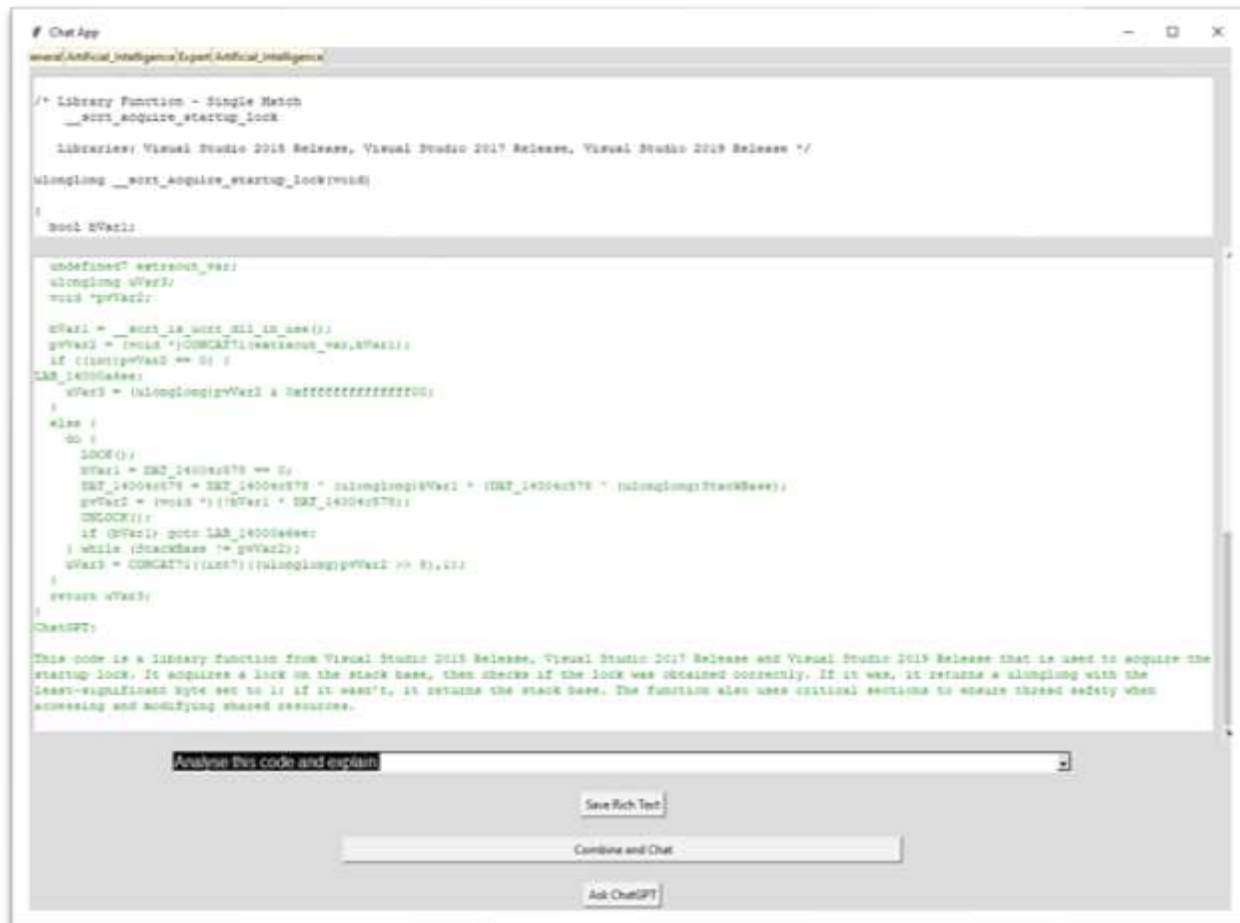 Chat App
eneral Artificial_Intelligence Expert Artificial_Intelligence
/* Library Function - Single Match
__scrt_acquire_startup_lock
Libraries: Visual Studio 2015 Release, Visual Studio 2017 Release, Visual Studio 2019 Release */
ulonglong __scrt_acquire_startup_lock(void)
{
bool bVar1;
undefined7 extraout_var;
ulonglong uVar3;
void *pvVar2;
bVar1 = __scrt_is_ucrt_dll_in_use();
pvVar2 = (void *)CONCAT71(extraout_var,bVar1);
if ((int)pvVar2 == 0) {
uVar3 = (ulonglong)pvVar2 & 0xffffffffffffff00;
}
else {
do {
LOCK();
bVar1 = == 0;
= ^ (ulonglong)bVar1 * ( ^ (ulonglong)StackBase);
pvVar2 = (void *)(!bVar1 * );
UNLOCK();
if (bVar1) goto
} while (StackBase != pvVar2);
uVar3 = CONCAT71((int7)((ulonglong)pvVar2 >> 8),1);
}
return uVar3;
}
ChatGPT:
This code is a library function from Visual Studio 2015 Release, Visual Studio 2017 Release and Visual Studio 2019 Release that is used to acquire the
startup lock. It acquires a lock on the stack base, then checks if the lock was obtained correctly. If it was, it returns a ulonglong with the
least-significant byte set to 1; if it wasn't, it returns the stack base. The function also uses critical sections to ensure thread safety when
accessing and modifying shared resources.
Analyse this code and explain
Save Rich Text
Combine and Chat
Ask ChatGPT